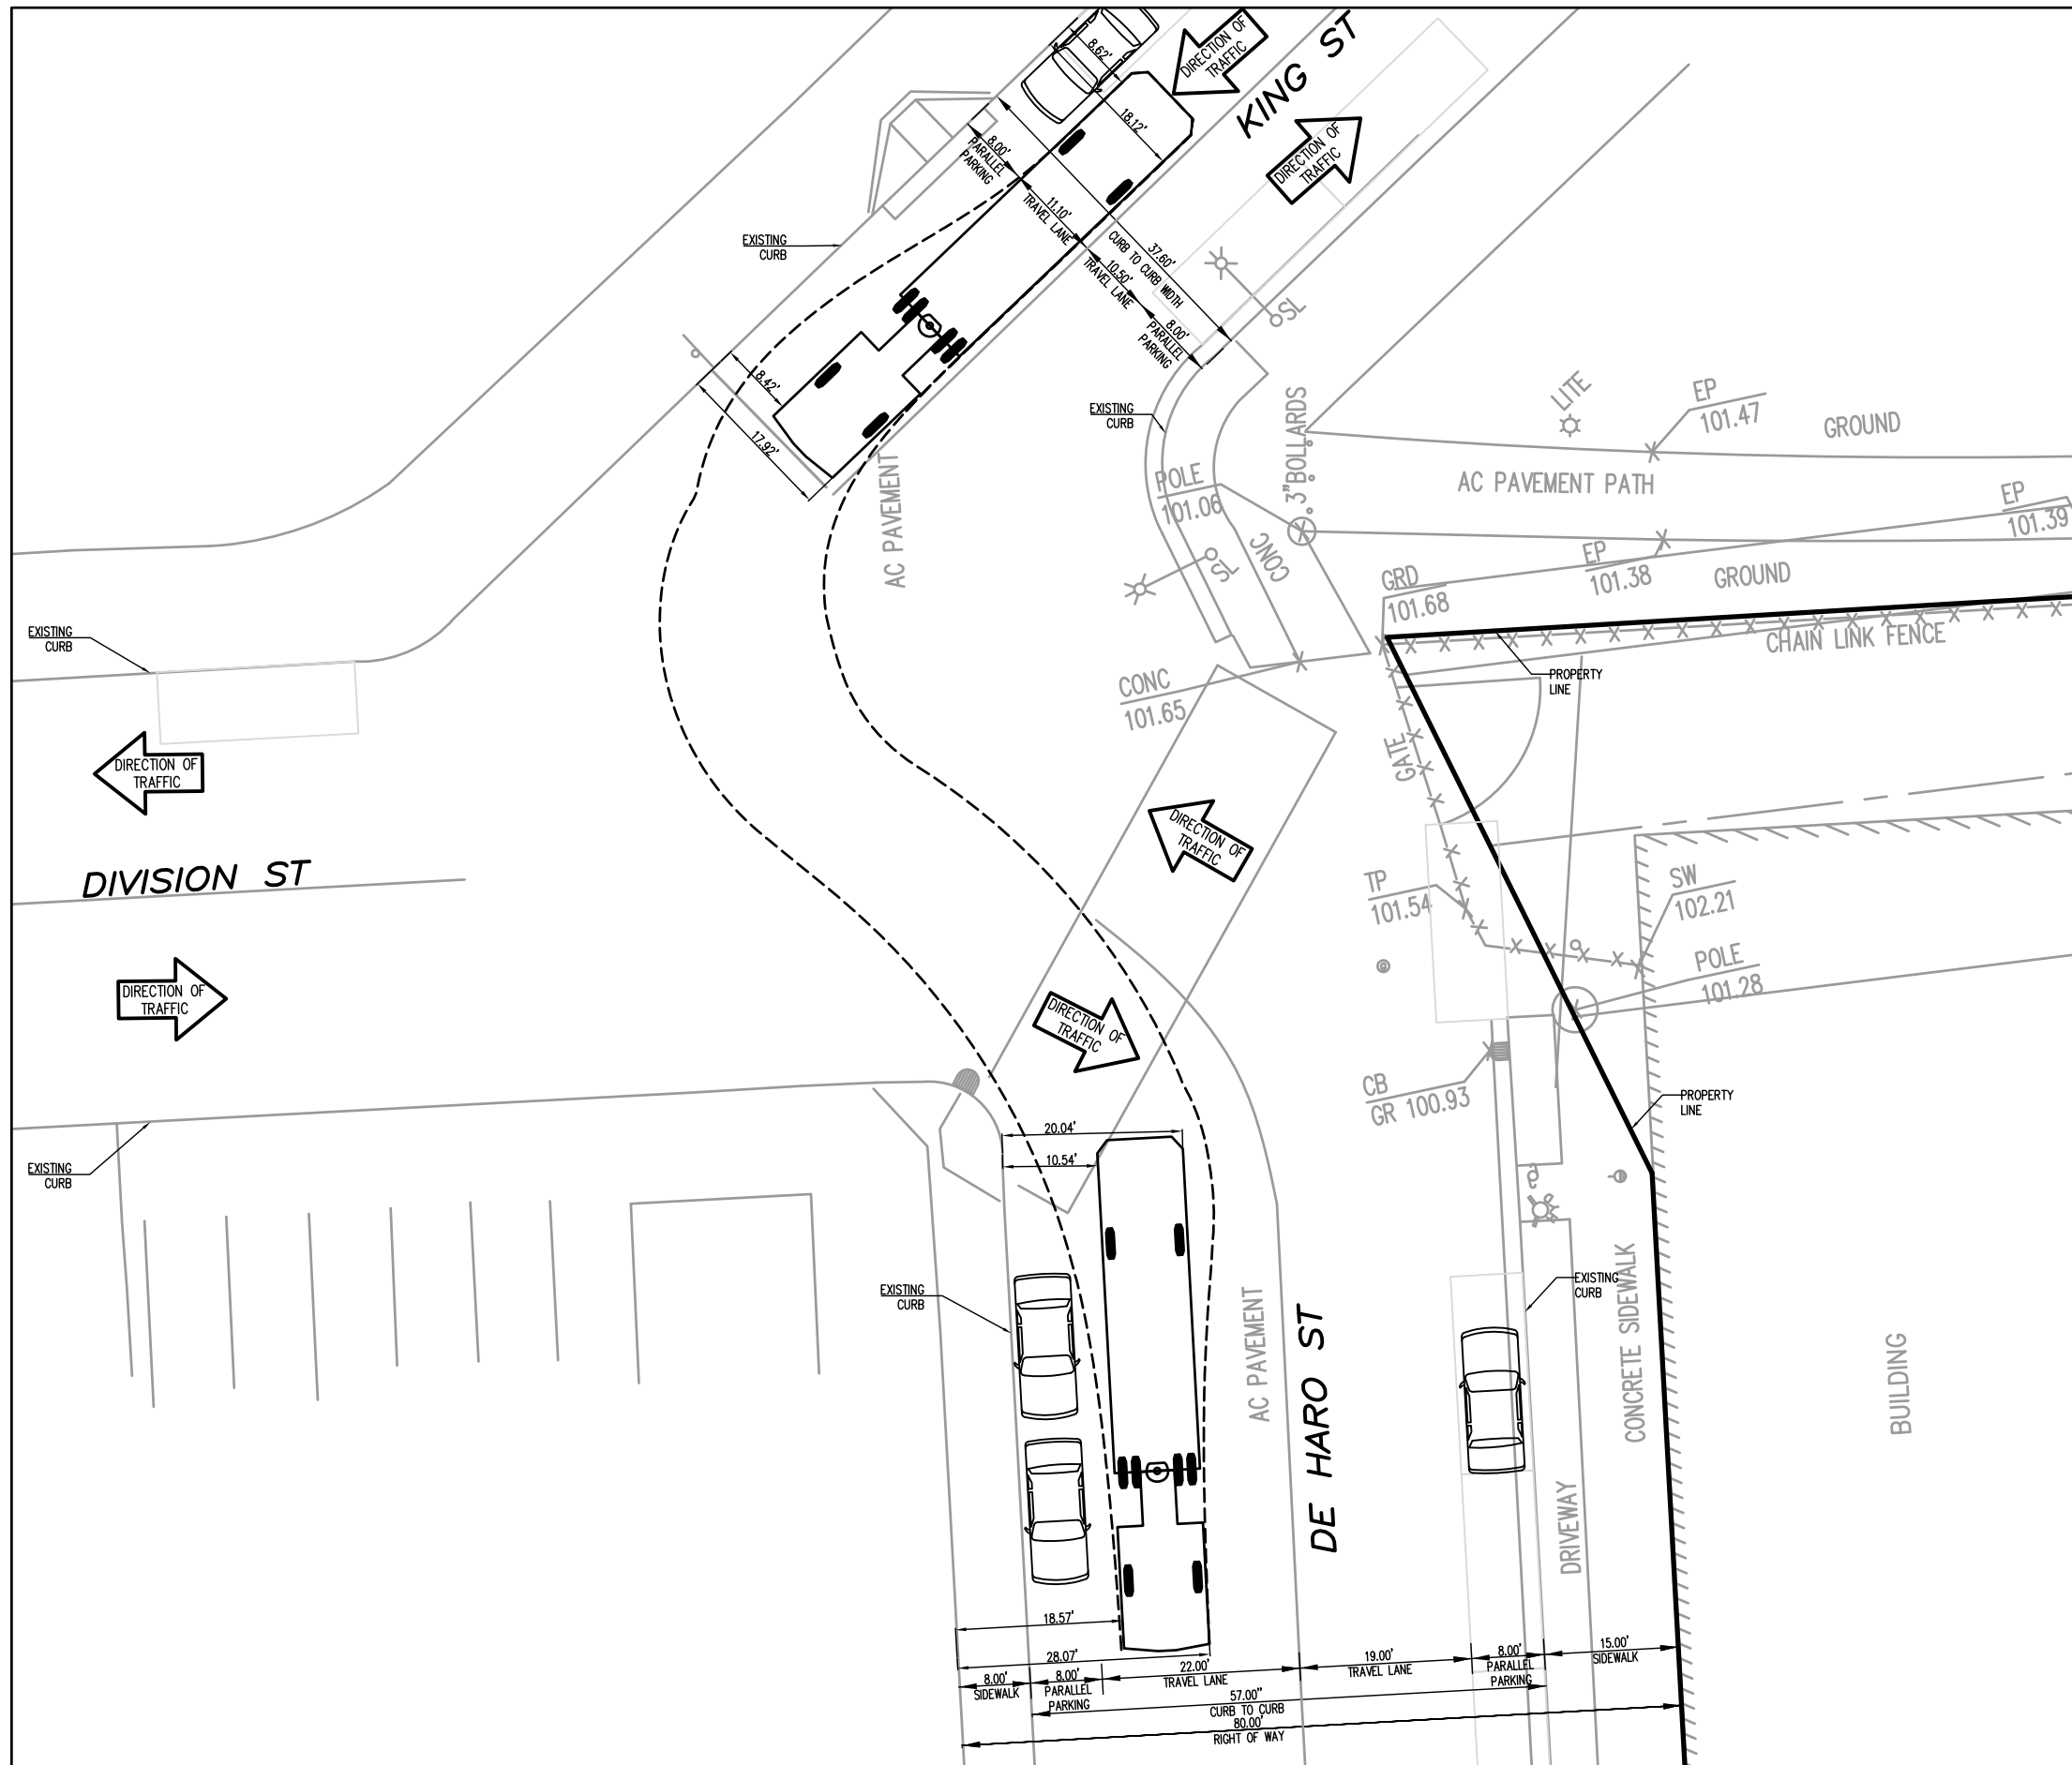 8.62'
DIRECTION OF
TRAFFIC
KING ST
18.12'
DIRECTION OF
TRAFFIC
8.00'
PARALLEL
PARKING
11.10'
TRAVEL LANE
37.60'
CURB TO CURB WIDTH
10.50'
TRAVEL LANE
8.00'
PARALLEL
PARKING
EXISTING
CURB
SL
8.42'
17.92'
EXISTING
CURB
LITE
EP
101.47
GROUND
3"BOLLARDS
AC PAVEMENT
POLE
101.06
AC PAVEMENT PATH
EP
101.39
SL
CONC
EP
101.38
GROUND
GRD
101.68
EXISTING
CURB
CHAIN LINK FENCE
CONC
101.65
PROPERTY
LINE
GATE
DIRECTION OF
TRAFFIC
DIRECTION OF
TRAFFIC
DIVISION ST
TP
101.54
SW
102.21
G
POLE
101.28
DIRECTION OF
TRAFFIC
DIRECTION OF
TRAFFIC
CB
GR 100.93
PROPERTY
LINE
20.04'
10.54'
EXISTING
CURB
EXISTING
CURB
EXISTING
CURB
AC PAVEMENT
DE HARO ST
CONCRETE SIDEWALK
BUILDING
DRIVEWAY
18.57'
28.07'
8.00'
SIDEWALK
8.00'
PARALLEL
PARKING
22.00'
TRAVEL LANE
19.00'
TRAVEL LANE
8.00'
PARALLEL
PARKING
15.00'
SIDEWALK
57.00"
CURB TO CURB
80.00'
RIGHT OF WAY